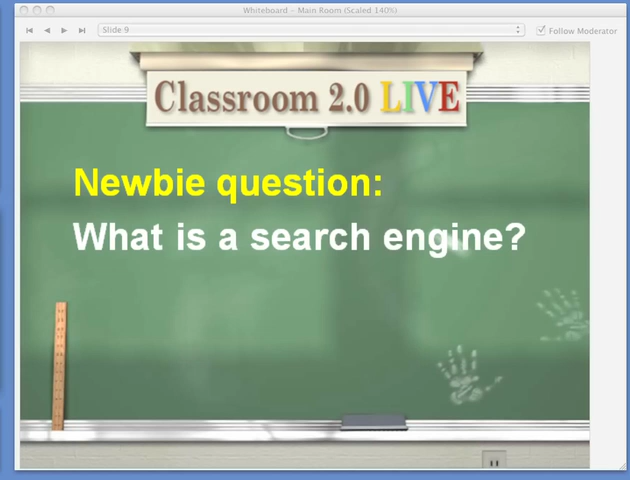 Whiteboard – Main Room (Scaled 140%)
Slide 9
Follow Moderator
Classroom 2.0 LIVE
Newbie question:
What is a search engine?